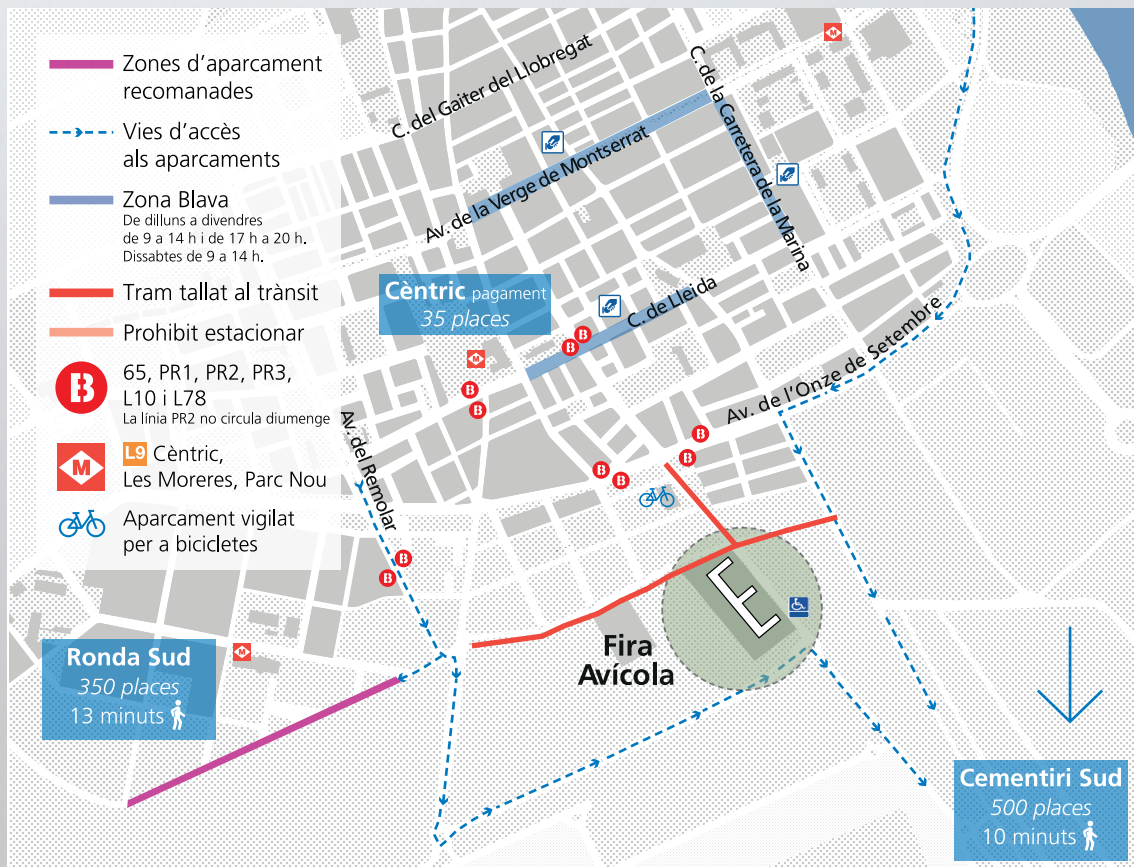 Zones d'aparcament
recomanades
Vies d'accès
als aparcaments
Zona Blava
De dilluns a divendres
de 9 a 14 h i de 17 h a 20 h.
Dissabtes de 9 a 14 h.
Tram tallat al trànsit
Prohibit estacionar
B
65, PR1, PR2, PR3,
L10 i L78
La línia PR2 no circula diumenge
M
L9 Cèntric,
Les Moreres, Parc Nou
Aparcament vigilat
per a bicicletes
C. del Gaiter del Llobregat
M
C. de la Carretera de la Marina
Av. de la Verge de Montserrat
Cèntric pagament
35 places
C. de Lleida
B
B
M
B
B
Av. de l'Onze de Setembre
Av. del Remolar
B
B
B
B
B
B
E
Fira
Avícola
M
Ronda Sud
350 places
13 minuts
Cementiri Sud
500 places
10 minuts